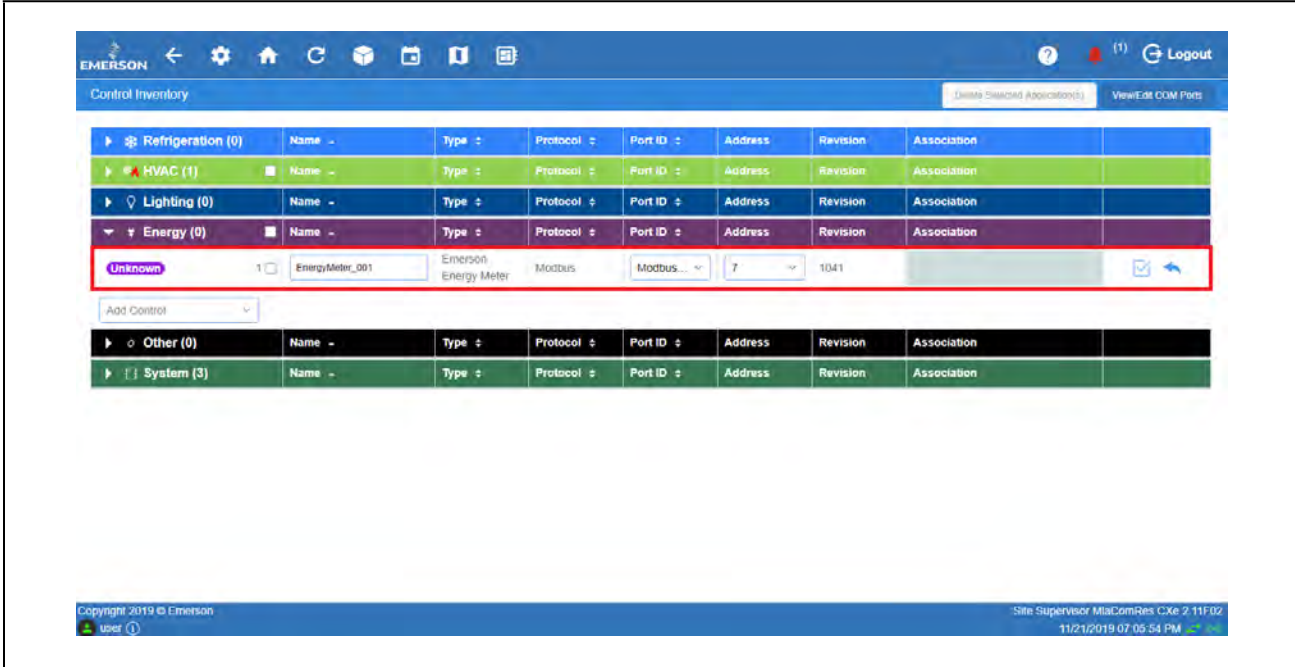 EMERSON
(1) Logout
Control Inventory Delete Selected Application(s) View/Edit COM Ports
Refrigeration (0) Name Type Protocol Port ID Address Revision Association
HVAC (1) Name Type Protocol Port ID Address Revision Association
Lighting (0) Name Type Protocol Port ID Address Revision Association
Energy (0) Name Type Protocol Port ID Address Revision Association
Unknown 1 EnergyMeter_001 Emerson Energy Meter Modbus Modbus... 7 1041
Add Control
Other (0) Name Type Protocol Port ID Address Revision Association
System (3) Name Type Protocol Port ID Address Revision Association
Copyright 2019 © Emerson Site Supervisor MlaComRes CXe 2.11F02
user 11/21/2019 07:05:54 PM